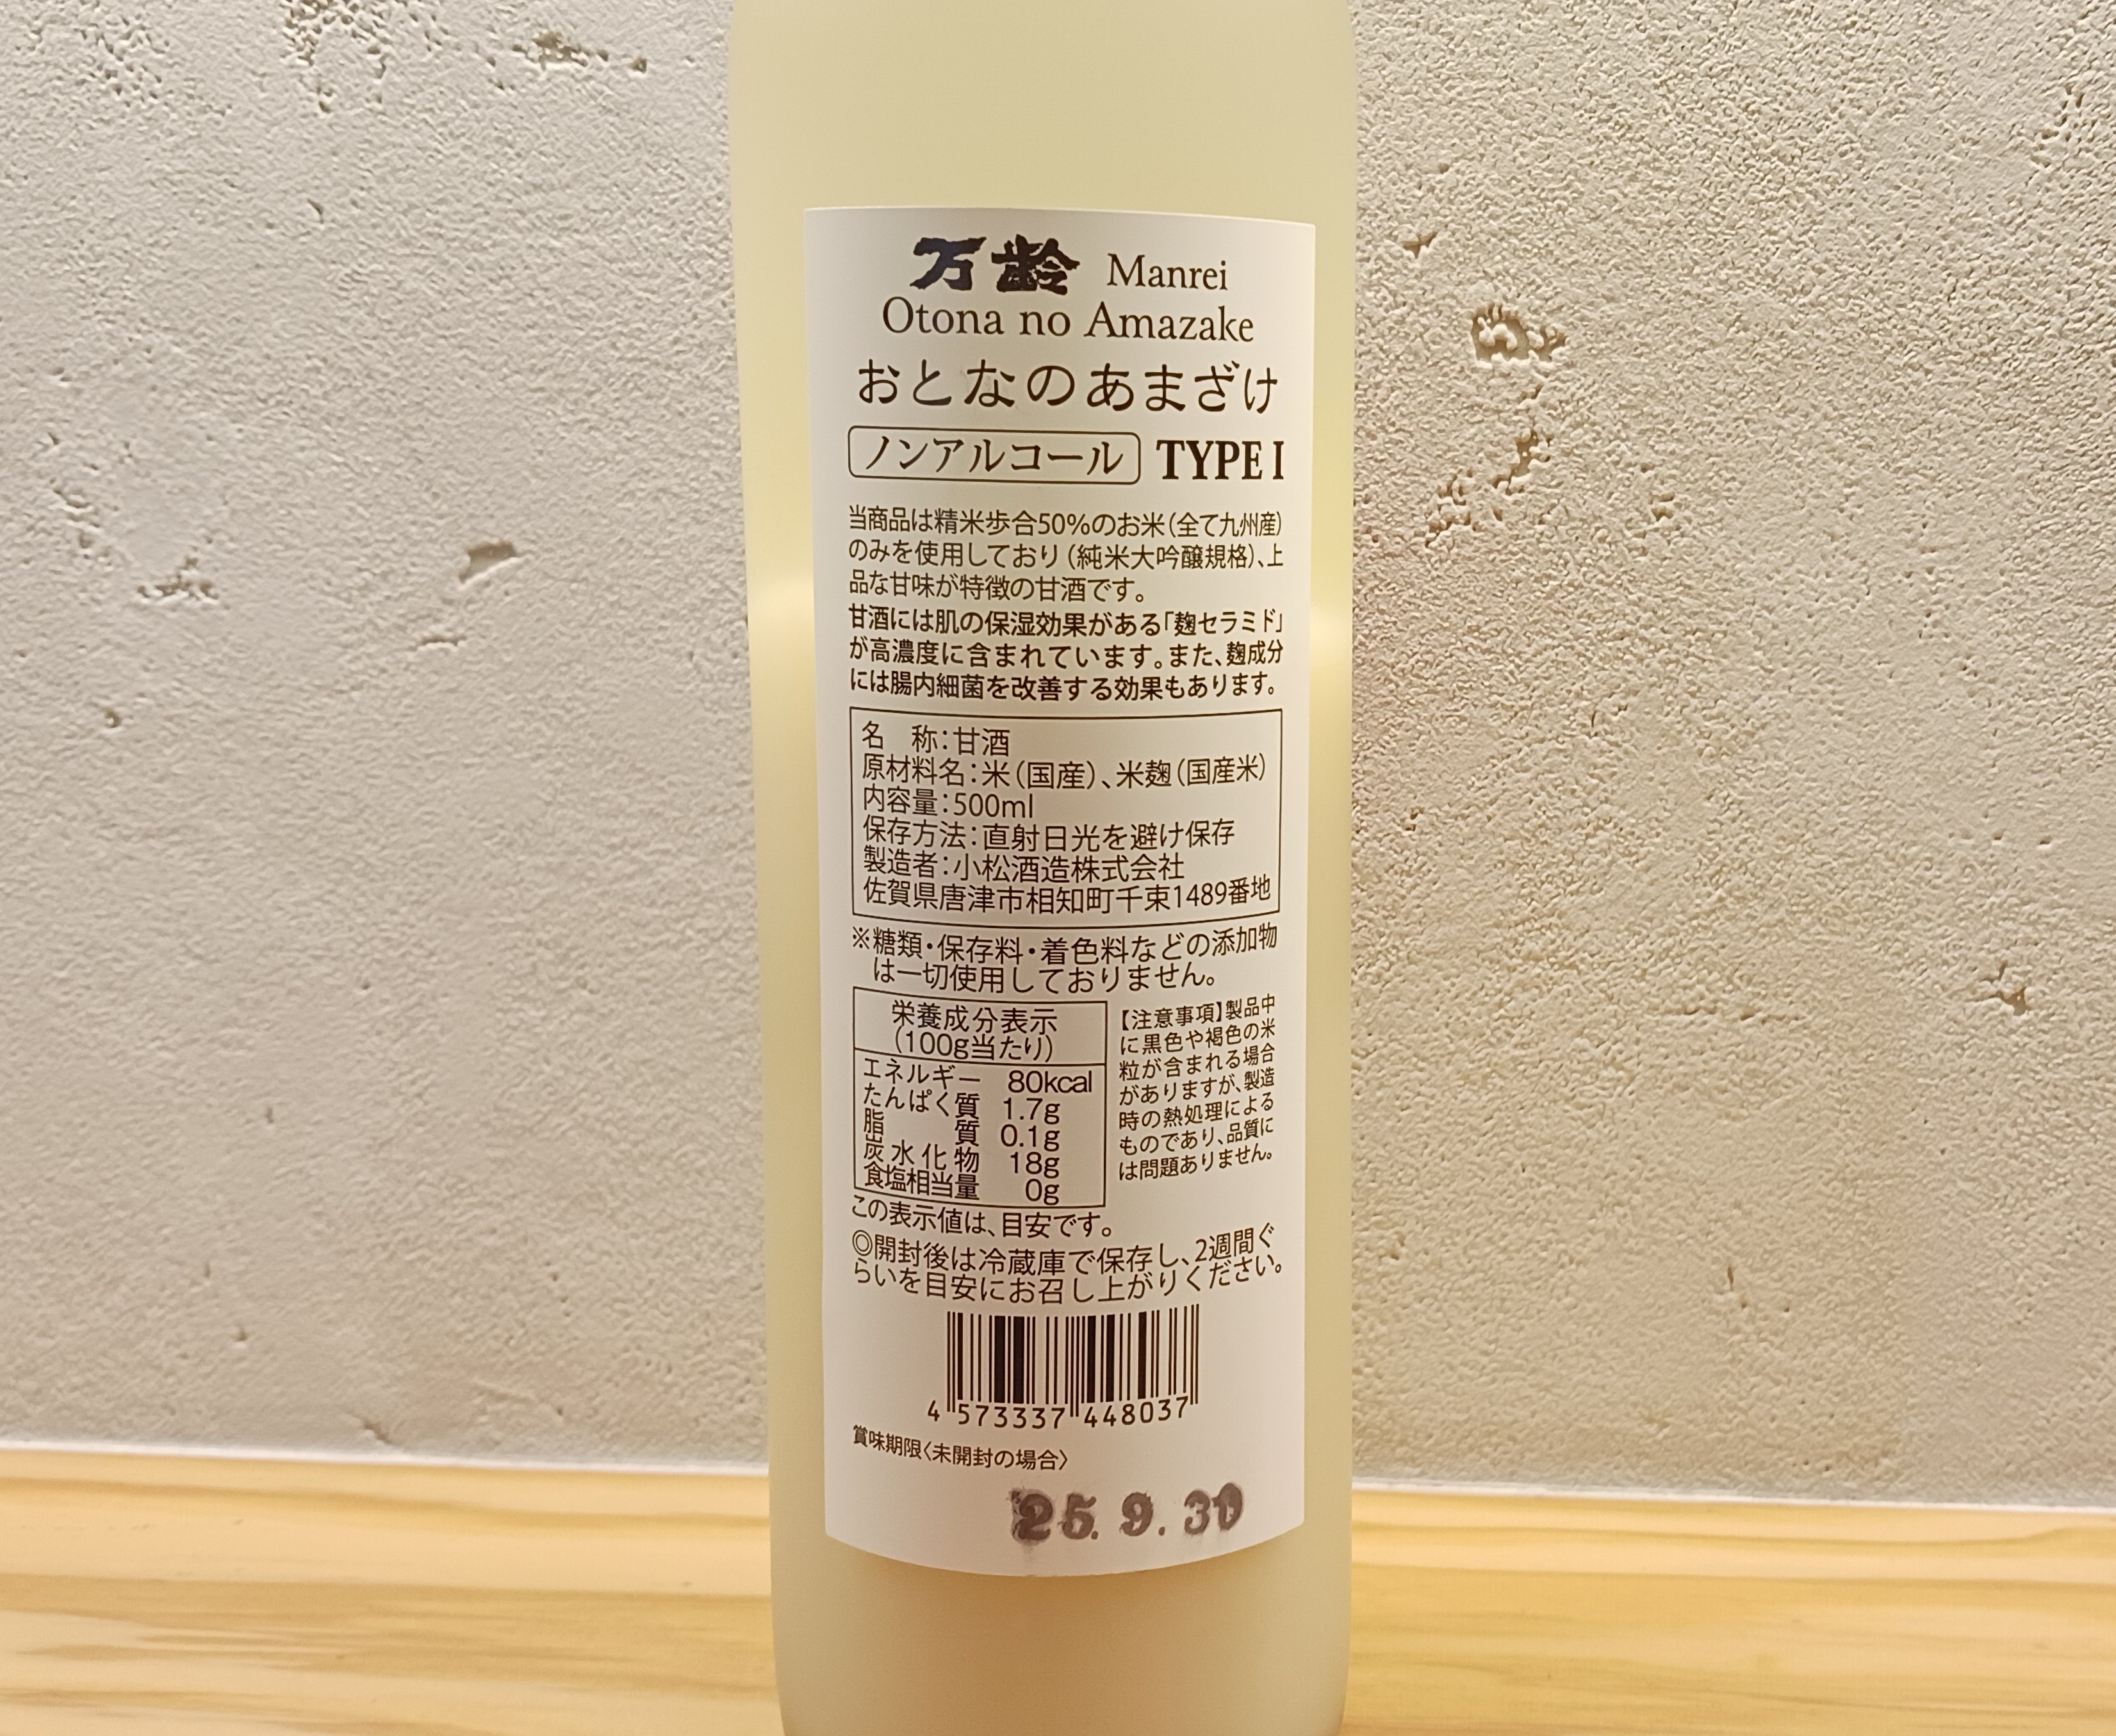 万齢 Manrei
Otona no Amazake
おとなのあまざけ
ノンアルコール TYPE I
当商品は精米歩合50%のお米(全て九州産)
のみを使用しており(純米大吟醸規格)、上
品な甘味が特徴の甘酒です。
甘酒には肌の保湿効果がある「麹セラミド」
が高濃度に含まれています。また、麹成分
には腸内細菌を改善する効果もあります。
名　称:甘酒
原材料名:米(国産)、米麹(国産米)
内容量:500ml
保存方法:直射日光を避け保存
製造者:小松酒造株式会社
佐賀県唐津市相知町千束1489番地
※糖類・保存料・着色料などの添加物
は一切使用しておりません。
栄養成分表示
(100g当たり)
エネルギー 80kcal
たんぱく質 1.7g
脂　質 0.1g
炭水化物 18g
食塩相当量 0g
【注意事項】製品中
に黒色や褐色の米
粒が含まれる場合
がありますが、製造
時の熱処理による
ものであり、品質に
は問題ありません。
この表示値は、目安です。
◎開封後は冷蔵庫で保存し、2週間ぐ
らいを目安にお召し上がりください。
4 573337 448037
賞味期限〈未開封の場合〉
25. 9. 30